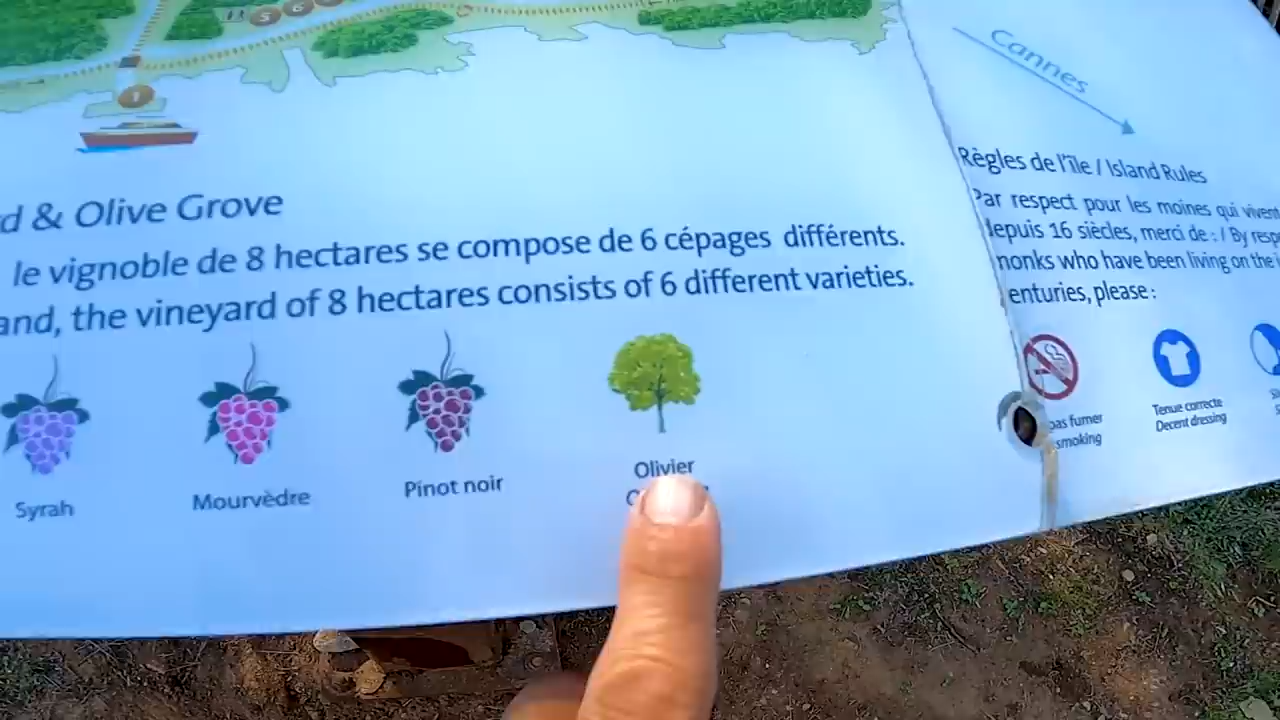 5 6
1
Cannes
d & Olive Grove
le vignoble de 8 hectares se compose de 6 cépages différents.
and, the vineyard of 8 hectares consists of 6 different varieties.
Syrah
Mourvèdre
Pinot noir
Olivier
Règles de l'île / Island Rules
Par respect pour les moines qui vivent
depuis 16 siècles, merci de : / By resp
monks who have been living on the i
enturies, please :
pas fumer
smoking
Tenue correcte
Decent dressing